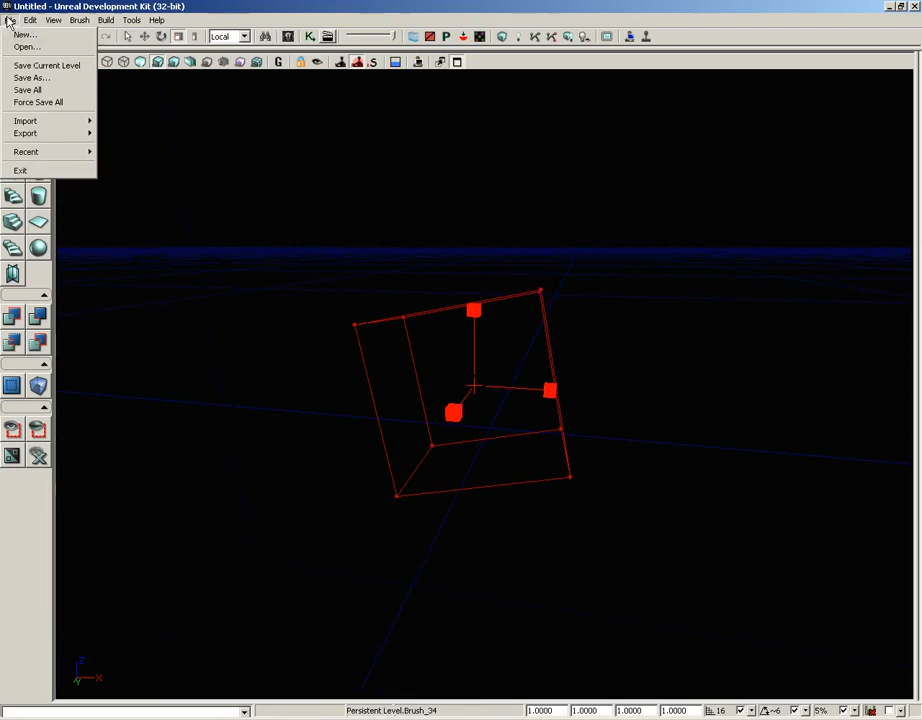 Untitled - Unreal Development Kit (32-bit)
Edit View Brush Build Tools Help
New...
Open...
Save Current Level
Save As...
Save All
Force Save All
Import
Export
Recent
Exit
Local
G
K
P
S
Z
X
Y
Persistent Level.Brush_34
1.0000 1.0000 1.0000 1.0000 16 ~6 5%